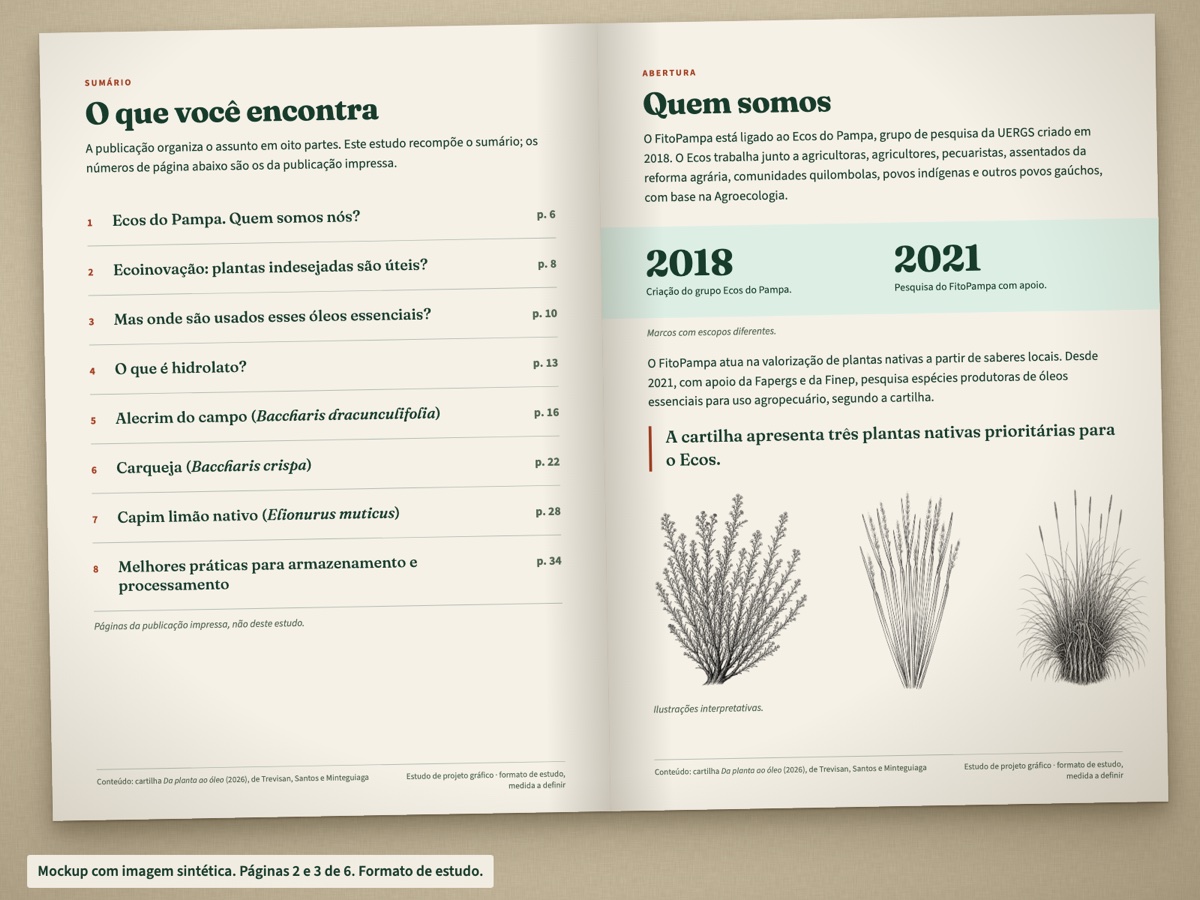 SUMÁRIO
O que você encontra
A publicação organiza o assunto em oito partes. Este estudo recompõe o sumário; os
números de página abaixo são os da publicação impressa.
1 Ecos do Pampa. Quem somos nós? p. 6
2 Ecoinovação: plantas indesejadas são úteis? p. 8
3 Mas onde são usados esses óleos essenciais? p. 10
4 O que é hidrolato? p. 13
5 Alecrim do campo (Baccharis dracunculifolia) p. 16
6 Carqueja (Baccharis crispa) p. 22
7 Capim limão nativo (Elionurus muticus) p. 28
8 Melhores práticas para armazenamento e p. 34
processamento
Páginas da publicação impressa, não deste estudo.
Conteúdo: cartilha Da planta ao óleo (2026), de Trevisan, Santos e Minteguiaga
Estudo de projeto gráfico · formato de estudo,
medida a definir
ABERTURA
Quem somos
O FitoPampa está ligado ao Ecos do Pampa, grupo de pesquisa da UERGS criado em
2018. O Ecos trabalha junto a agricultoras, agricultores, pecuaristas, assentados da
reforma agrária, comunidades quilombolas, povos indígenas e outros povos gaúchos,
com base na Agroecologia.
2018
Criação do grupo Ecos do Pampa.
2021
Pesquisa do FitoPampa com apoio.
Marcos com escopos diferentes.
O FitoPampa atua na valorização de plantas nativas a partir de saberes locais. Desde
2021, com apoio da Fapergs e da Finep, pesquisa espécies produtoras de óleos
essenciais para uso agropecuário, segundo a cartilha.
A cartilha apresenta três plantas nativas prioritárias para
o Ecos.
Ilustrações interpretativas.
Conteúdo: cartilha Da planta ao óleo (2026), de Trevisan, Santos e Minteguiaga
Estudo de projeto gráfico · formato de estudo,
medida a definir
Mockup com imagem sintética. Páginas 2 e 3 de 6. Formato de estudo.